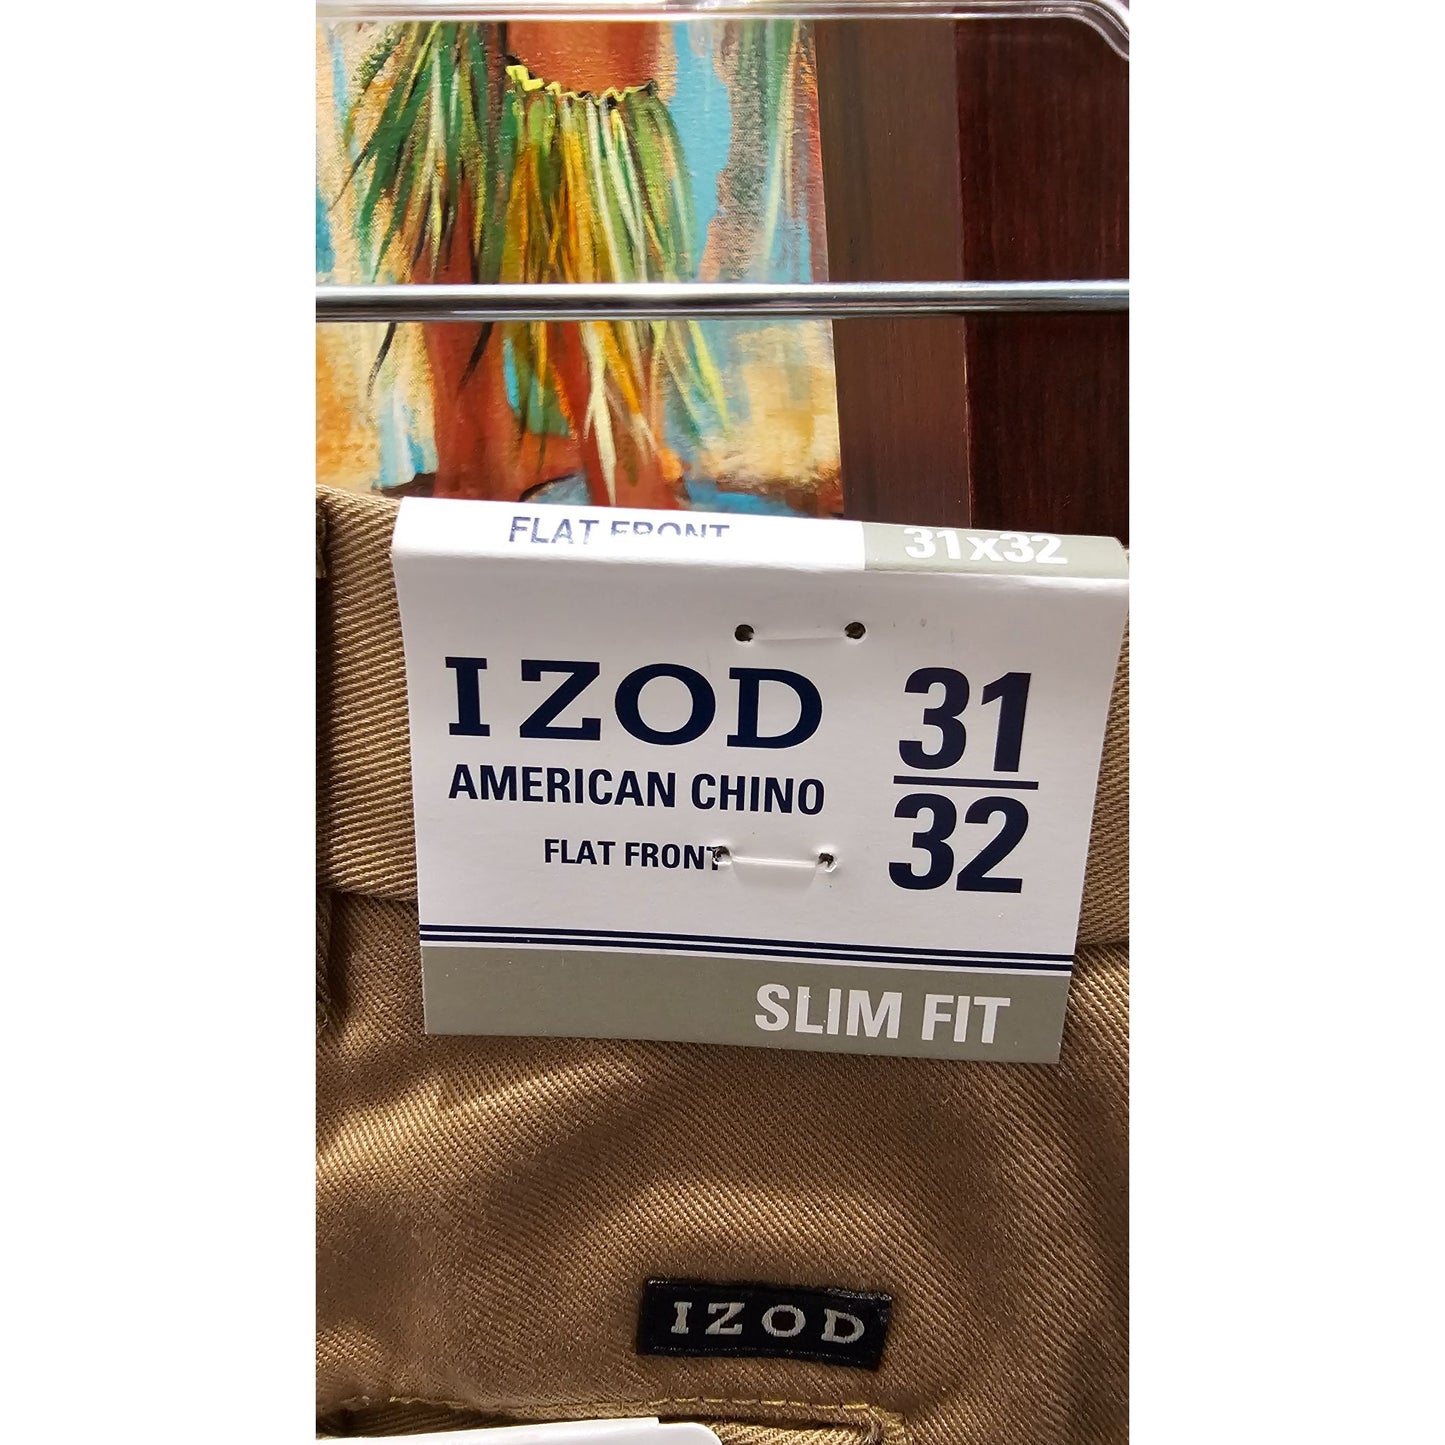 FLAT FRONT 31x32
IZOD
AMERICAN CHINO
FLAT FRONT
31
32
SLIM FIT
IZOD